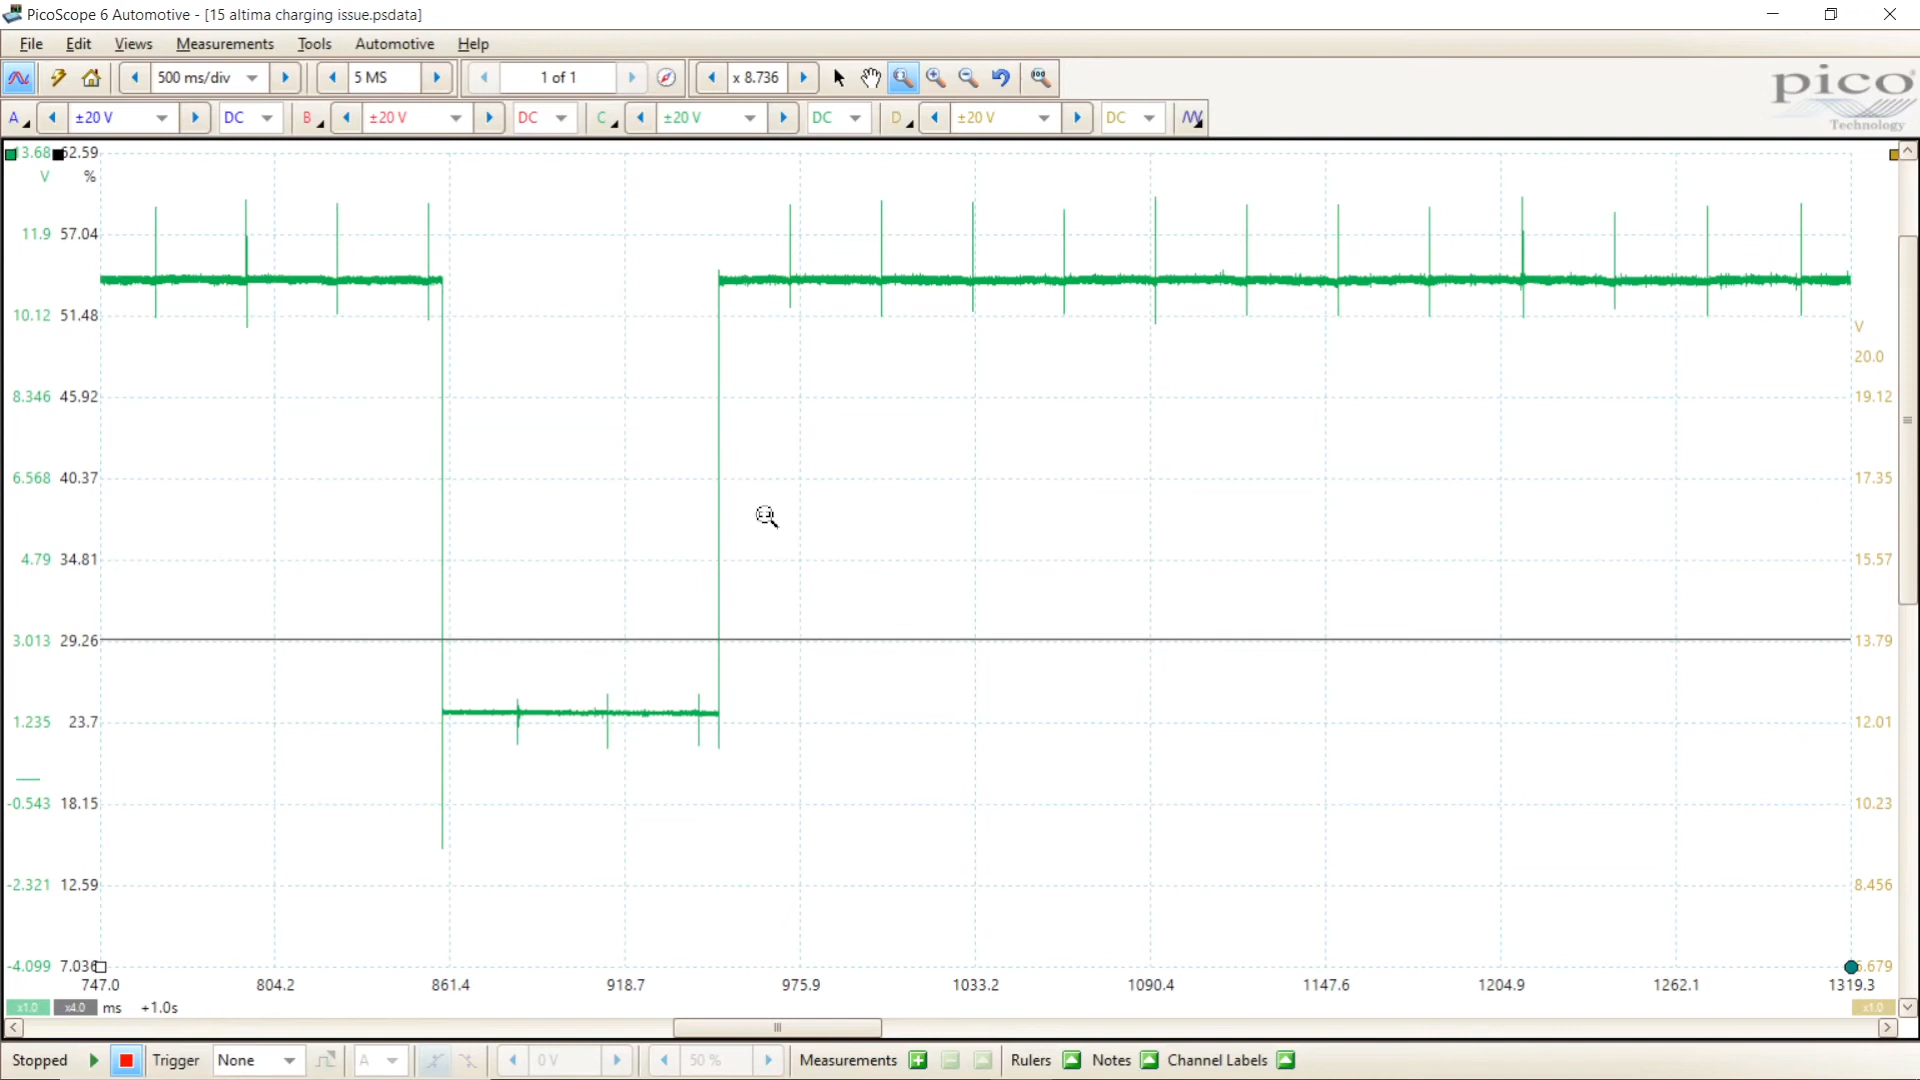 PicoScope 6 Automotive - [15 altima charging issue.psdata]
File Edit Views Measurements Tools Automotive Help
500 ms/div 5 MS 1 of 1 x 8.736
pico
Technology
A ±20 V DC B ±20 V DC C ±20 V DC D ±20 V DC
13.68 62.59
V %
11.9 57.04
10.12 51.48
V
20.0
8.346 45.92 19.12
6.568 40.37 17.35
4.79 34.81 15.57
3.013 29.26 13.79
1.235 23.7 12.01
-0.543 18.15 10.23
-2.321 12.59 8.456
-4.099 7.036 .679
747.0 804.2 861.4 918.7 975.9 1033.2 1090.4 1147.6 1204.9 1262.1 1319.3
x1.0 x4.0 ms +1.0s x1.0
Stopped Trigger None A 0 V 50 % Measurements Rulers Notes Channel Labels